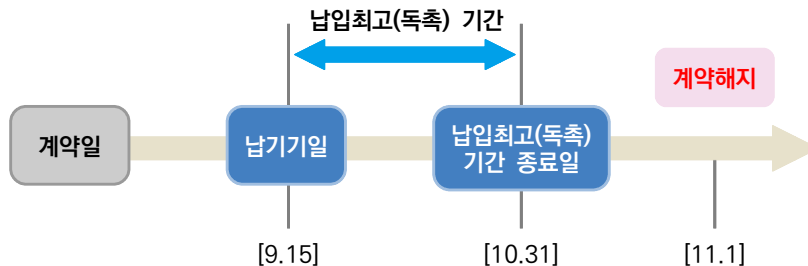 납입최고(독촉) 기간
계약해지
계약일
납기기일
납입최고(독촉)
기간 종료일
[9.15]
[10.31]
[11.1]